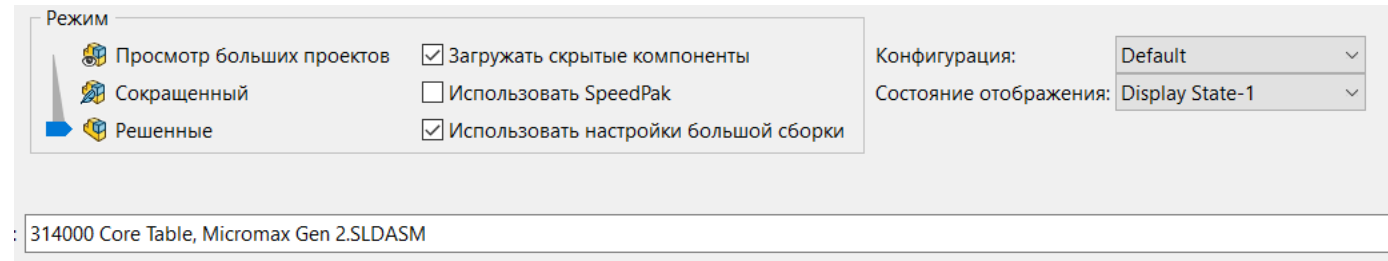 Режим
Просмотр больших проектов
Загружать скрытые компоненты
Конфигурация:
Default
Сокращенный
Использовать SpeedPak
Состояние отображения:
Display State-1
Решенные
Использовать настройки большой сборки
: 314000 Core Table, Micromax Gen 2.SLDASM